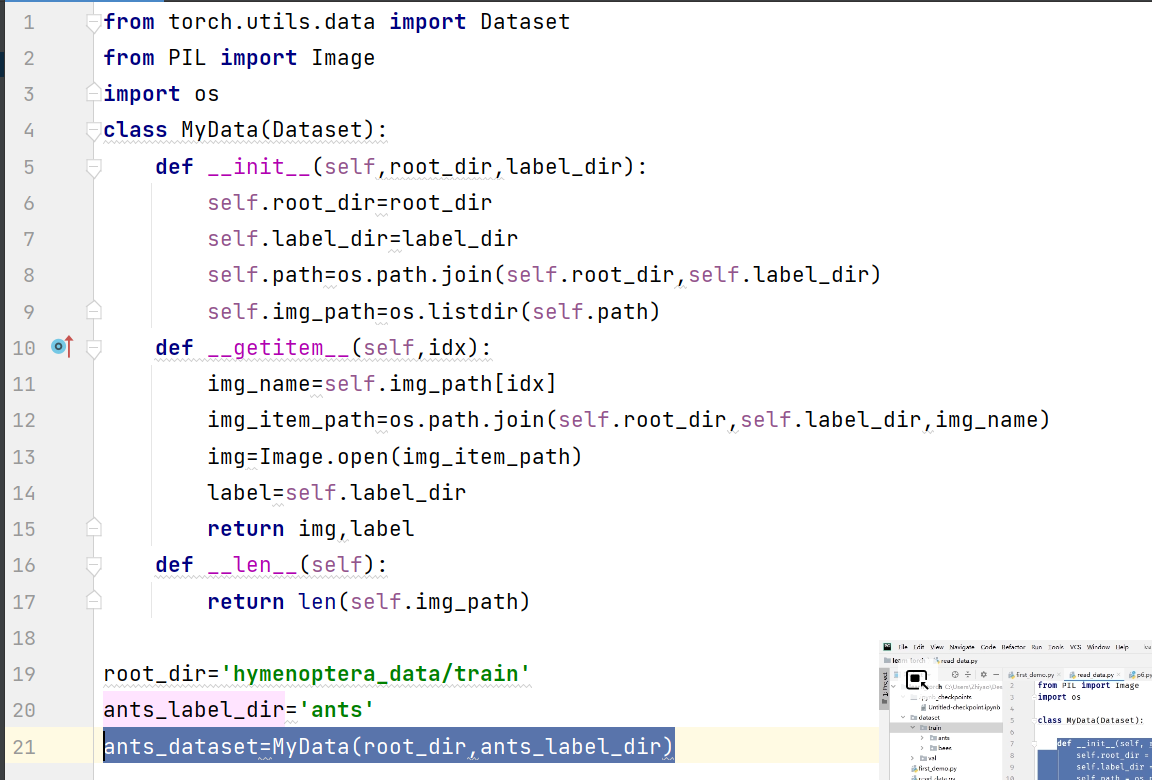 1 from torch.utils.data import Dataset
2 from PIL import Image
3 import os
4 class MyData(Dataset):
5     def __init__(self,root_dir,label_dir):
6         self.root_dir=root_dir
7         self.label_dir=label_dir
8         self.path=os.path.join(self.root_dir,self.label_dir)
9         self.img_path=os.listdir(self.path)
10     def __getitem__(self,idx):
11         img_name=self.img_path[idx]
12         img_item_path=os.path.join(self.root_dir,self.label_dir,img_name)
13         img=Image.open(img_item_path)
14         label=self.label_dir
15         return img,label
16     def __len__(self):
17         return len(self.img_path)
18
19 root_dir='hymenoptera_data/train'
20 ants_label_dir='ants'
21 ants_dataset=MyData(root_dir,ants_label_dir)
File Edit View Navigate Code Refactor Run Tools VCS Window Help
read data.py
first demo.py read data.py
Untitled-checkpoint.ipynb
dataset
train
ants
bees
val
first_demo.py
read data.py
2 from PIL import Image
3 import os
4
5 class MyData(Dataset):
6
7 def __init__(self,
8 self.root_dir =
9 self.label_dir
self.path = os